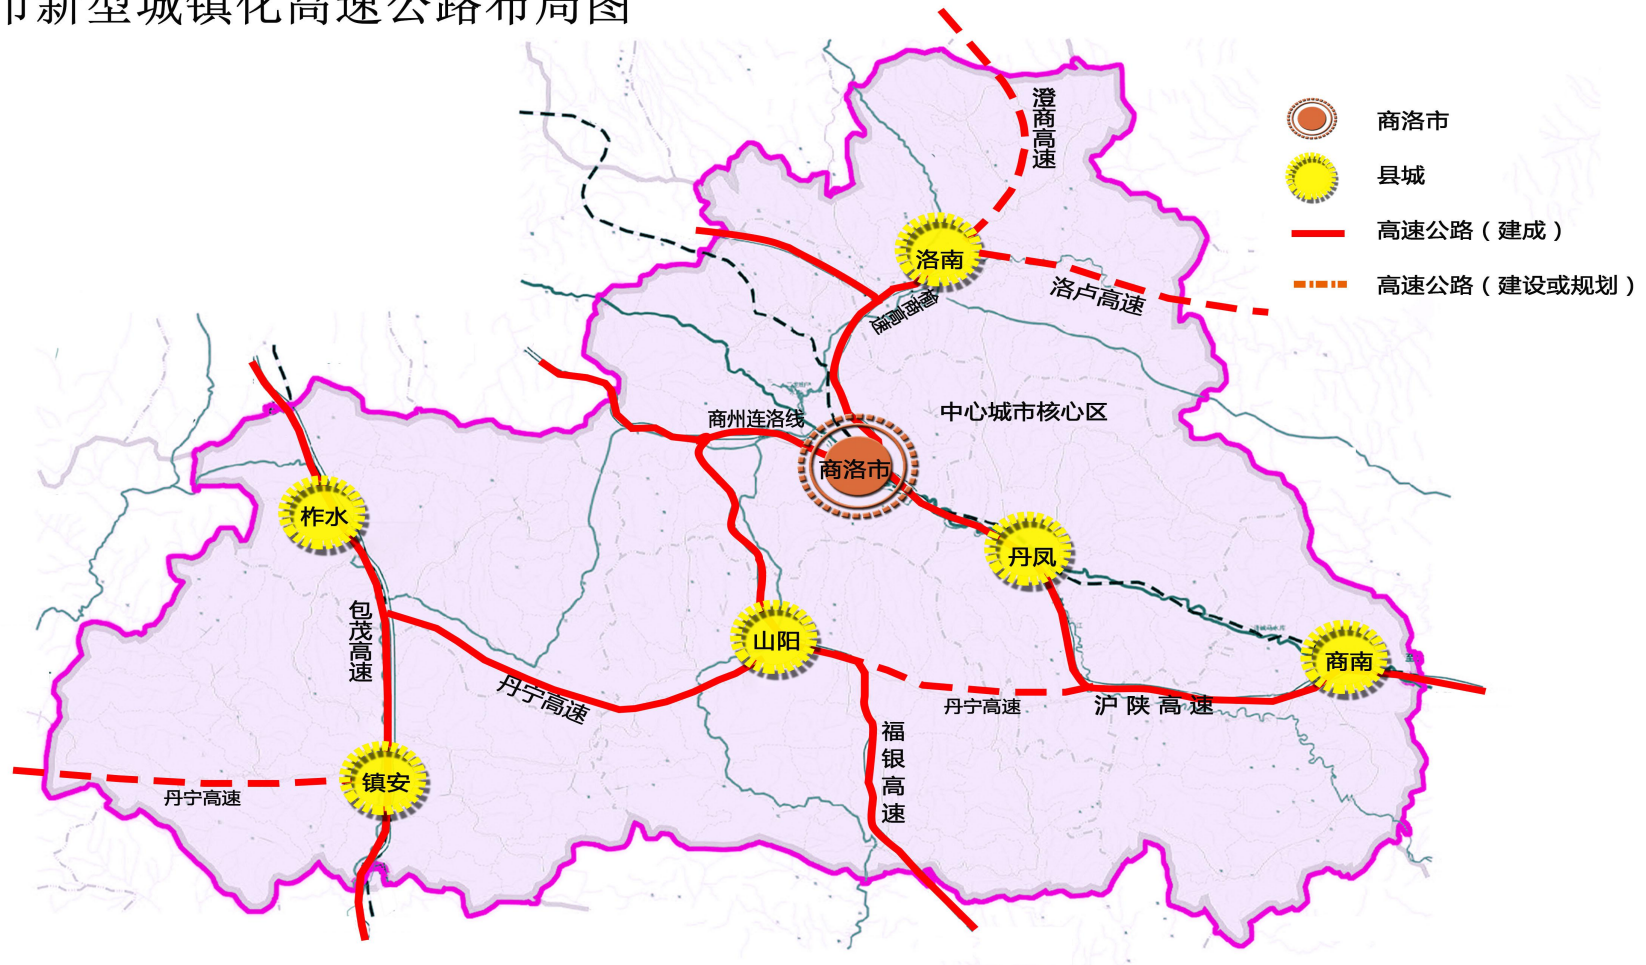 市新型城镇化高速公路布局图
商洛市
县城
高速公路（建成）
高速公路（建设或规划）
澄商高速
洛南
洛卢高速
榆商高速
中心城市核心区
商州连洛线
商洛市
柞水
丹凤
包茂高速
山阳
商南
丹宁高速
丹宁高速
沪陕高速
福银高速
镇安
丹宁高速